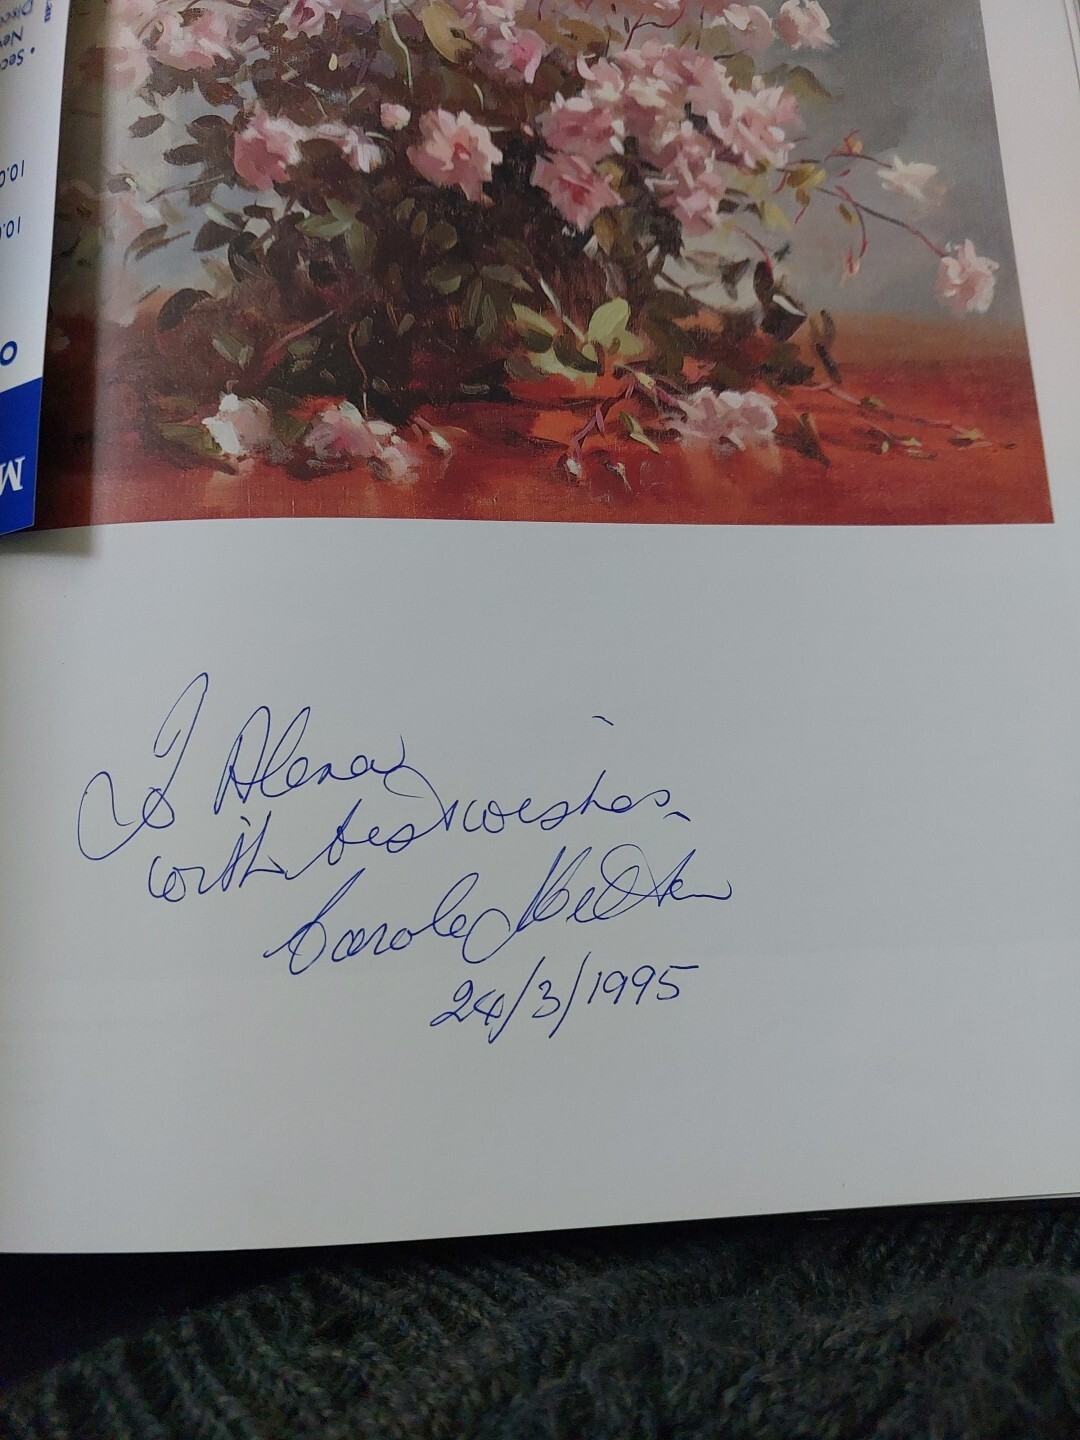 To Alena
with best wishes
Carole
24/3/1995